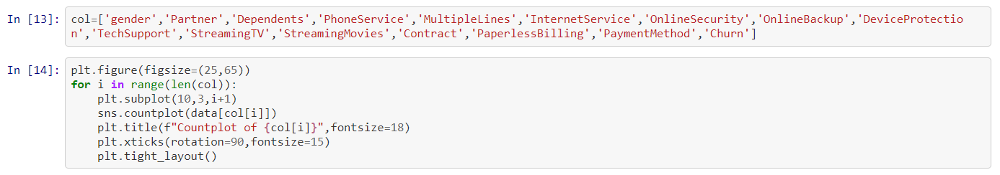 In [13]: col=['gender','Partner','Dependents','PhoneService','MultipleLines','InternetService','OnlineSecurity','OnlineBackup','DeviceProtectio
n','TechSupport','StreamingTV','StreamingMovies','Contract','PaperlessBilling','PaymentMethod','Churn']
In [14]: plt.figure(figsize=(25,65))
for i in range(len(col)):
    plt.subplot(10,3,i+1)
    sns.countplot(data[col[i]])
    plt.title(f"Countplot of {col[i]}",fontsize=18)
    plt.xticks(rotation=90,fontsize=15)
    plt.tight_layout()